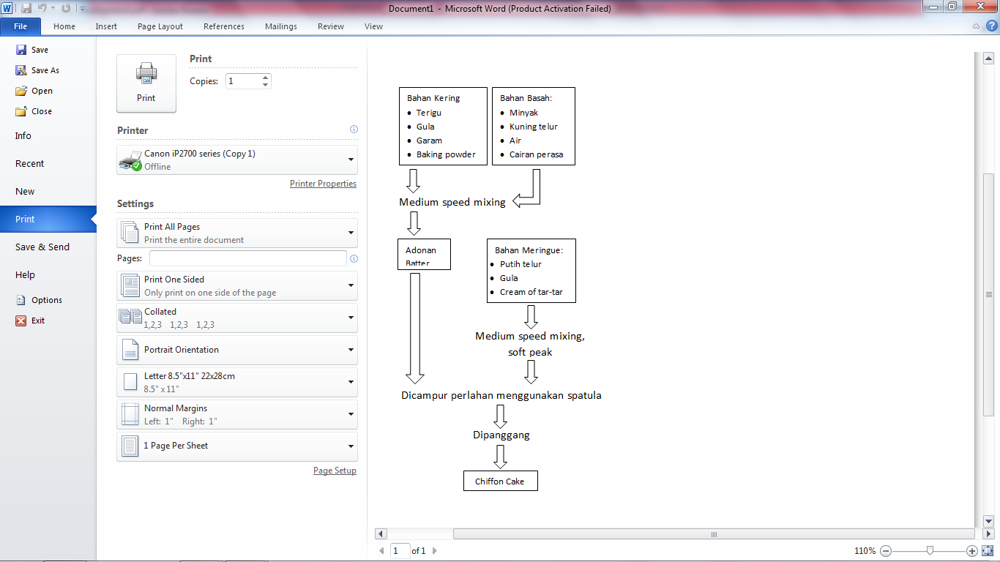 Document1 - Microsoft Word (Product Activation Failed)
File Home Insert Page Layout References Mailings Review View
Save
Save As
Open
Close
Info
Recent
New
Print
Save & Send
Help
Options
Exit
Print
Print
Copies: 1
Printer
Canon iP2700 series (Copy 1)
Offline
Printer Properties
Settings
Print All Pages
Print the entire document
Pages:
Print One Sided
Only print on one side of the page
Collated
1,2,3 1,2,3 1,2,3
Portrait Orientation
Letter 8.5"x11" 22x28cm
8.5" x 11"
Normal Margins
Left: 1" Right: 1"
1 Page Per Sheet
Page Setup
Bahan Kering
• Terigu
• Gula
• Garam
• Baking powder
Bahan Basah:
• Minyak
• Kuning telur
• Air
• Cairan perasa
Medium speed mixing
Adonan
Batter
Bahan Meringue:
• Putih telur
• Gula
• Cream of tar-tar
Medium speed mixing,
soft peak
Dicampur perlahan menggunakan spatula
Dipanggang
Chiffon Cake
1 of 1
110%